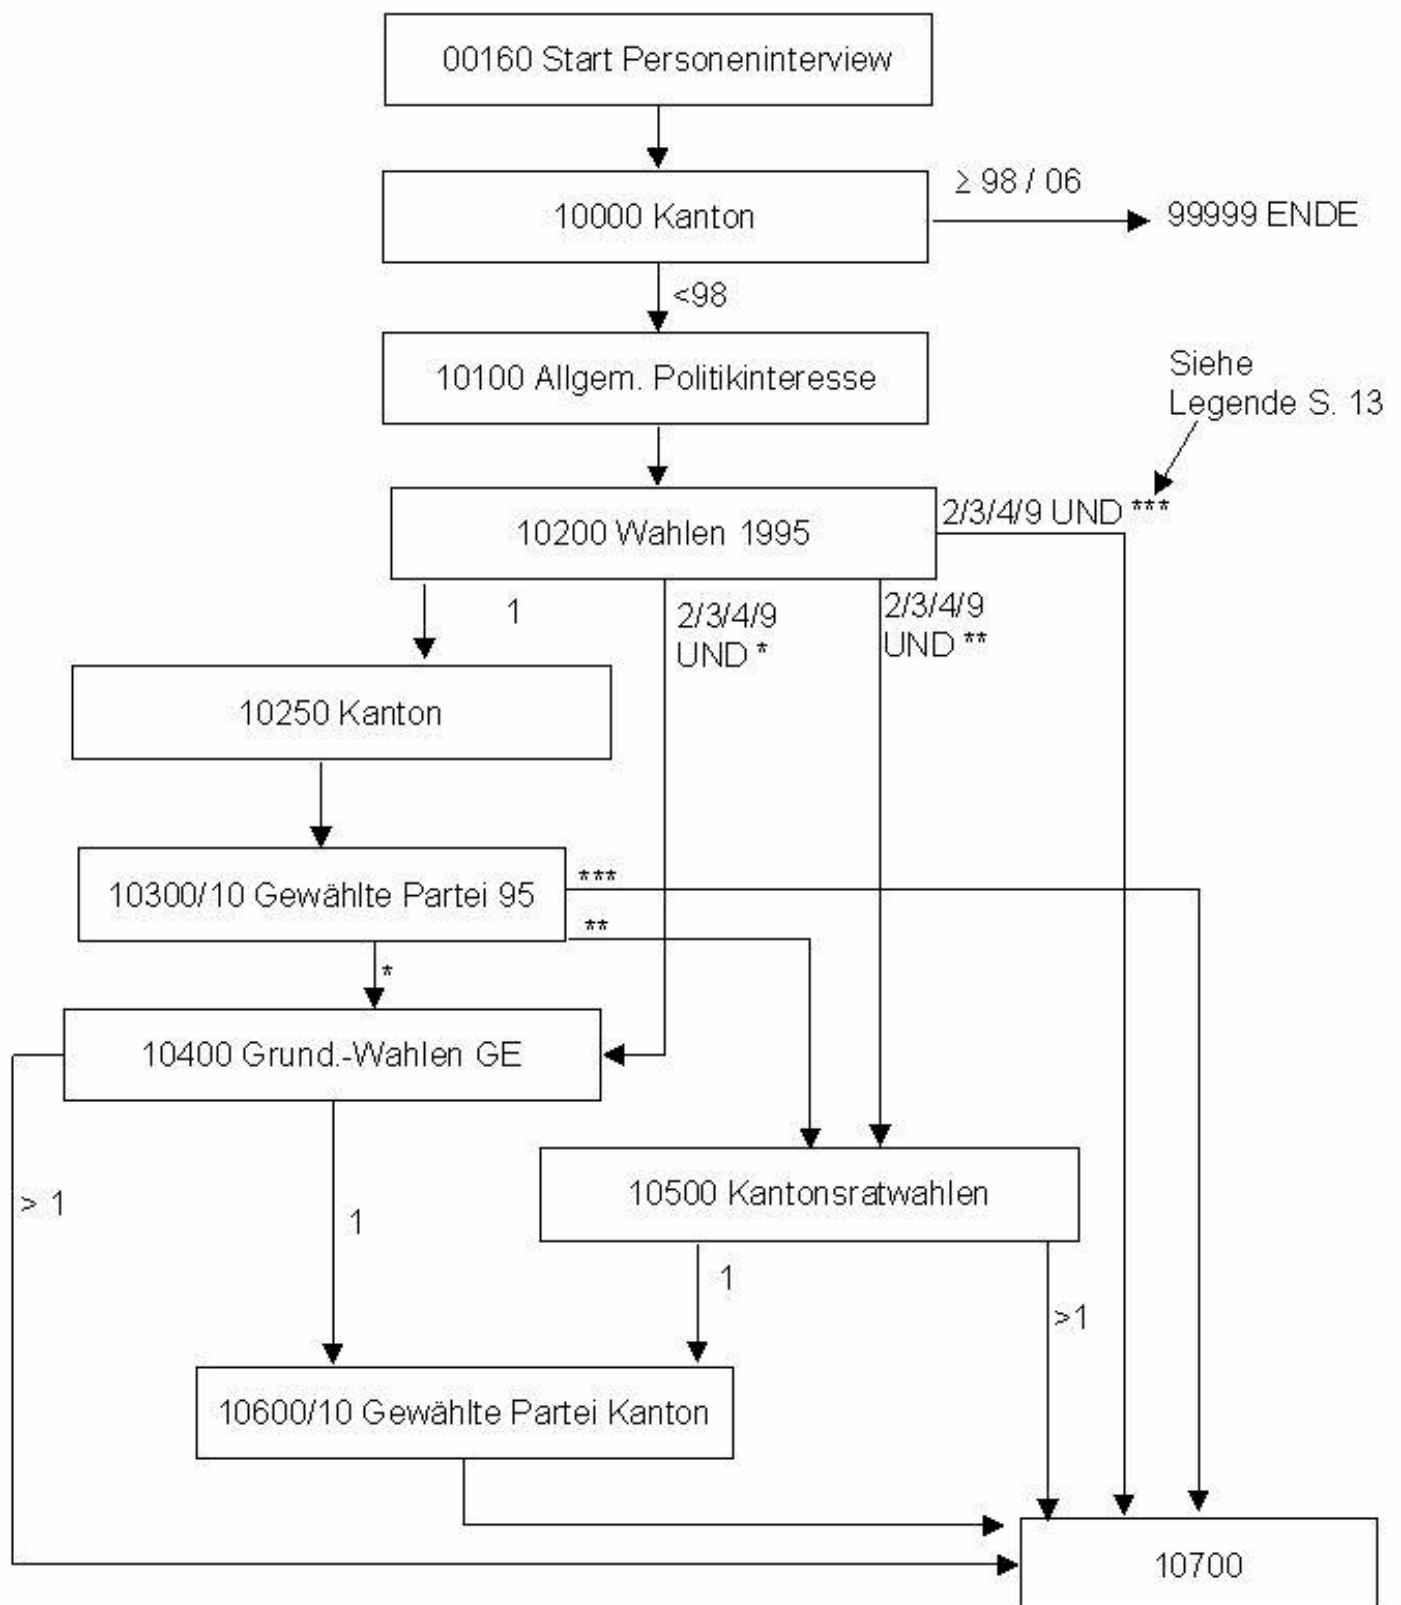 00160 Start Personeninterview
≥ 98 / 06
10000 Kanton
99999 ENDE
<98
10100 Allgem. Politikinteresse
Siehe
Legende S. 13
10200 Wahlen 1995
2/3/4/9 UND ***
1
2/3/4/9
UND *
2/3/4/9
UND **
10250 Kanton
10300/10 Gewählte Partei 95
***
**
*
10400 Grund.-Wahlen GE
10500 Kantonsratwahlen
> 1
1
1
>1
10600/10 Gewählte Partei Kanton
10700